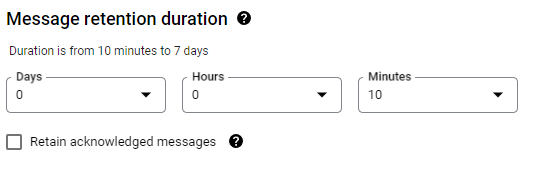 Message retention duration
Duration is from 10 minutes to 7 days
Days Hours Minutes
0 0 10
Retain acknowledged messages